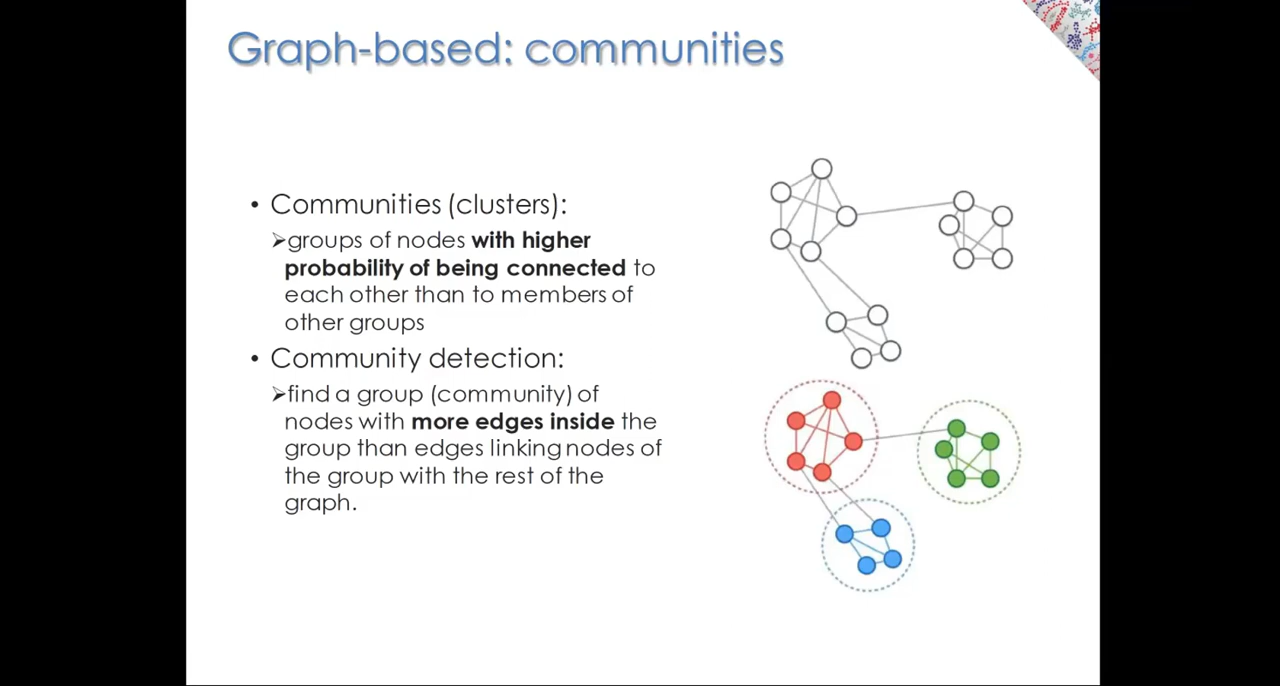 Graph-based: communities
• Communities (clusters):
➢groups of nodes with higher
probability of being connected to
each other than to members of
other groups
• Community detection:
➢find a group (community) of
nodes with more edges inside the
group than edges linking nodes of
the group with the rest of the
graph.